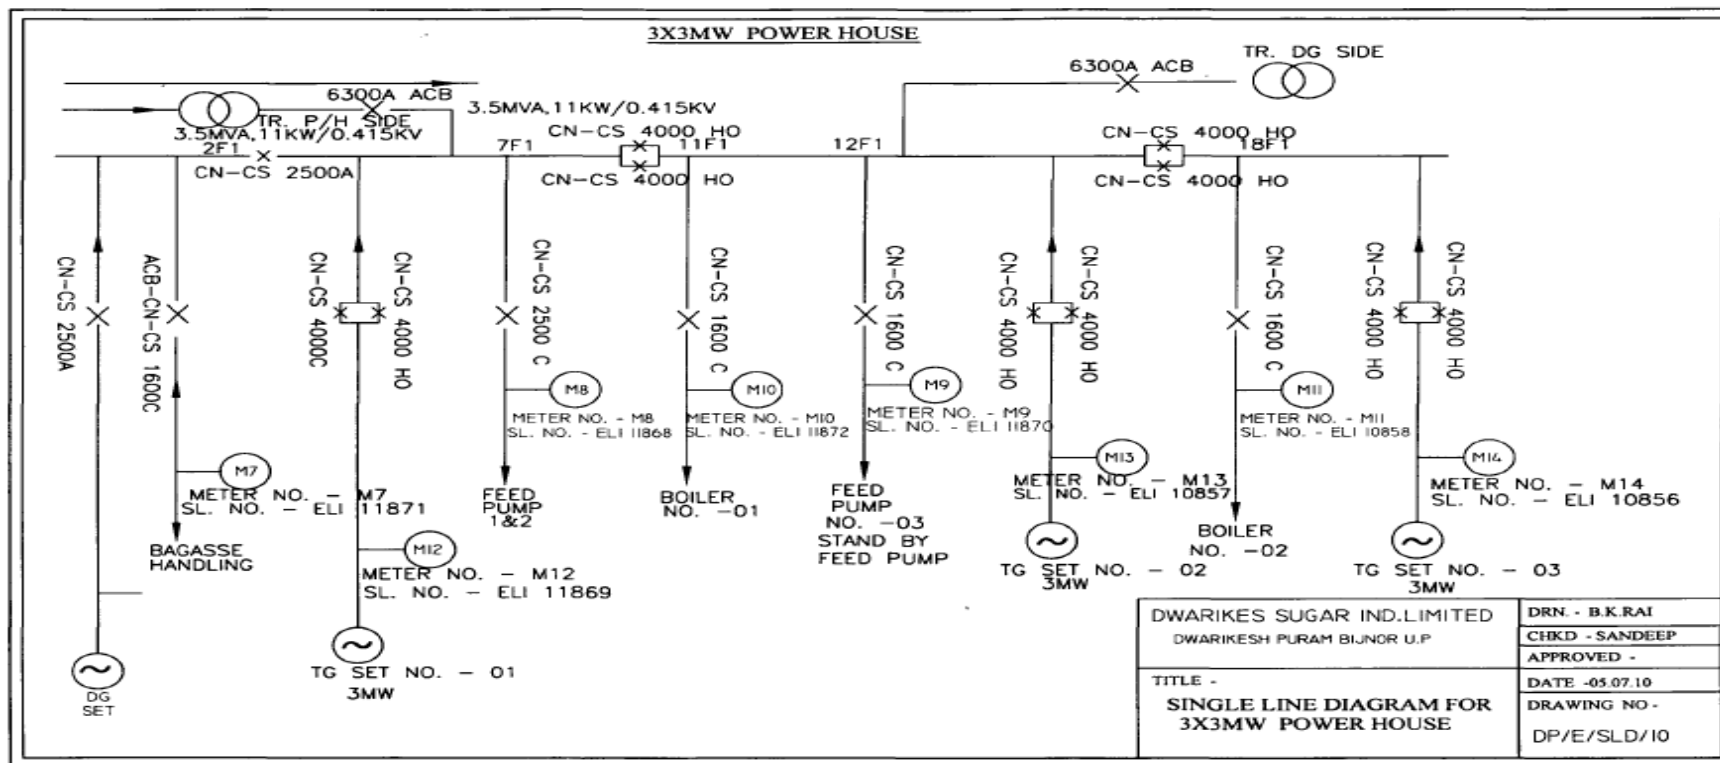 3X3MW POWER HOUSE
TR. DG SIDE
6300A ACB
6300A ACB
3.5MVA,11KW/0.415KV
TR. P/H SIDE
3.5MVA,11KW/0.415KV
CN-CS 4000 HO
CN-CS 4000 HO
2F1
7F1
11F1
12F1
18F1
CN-CS 2500A
CN-CS 4000 HO
CN-CS 4000 HO
CN-CS 2500A
ACB-CN-CS 1600C
CN-CS 4000C
CN-CS 4000 HO
CN-CS 2500 C
CN-CS 1600 C
CN-CS 1600 C
CN-CS 4000 HO
CN-CS 4000 HO
CN-CS 1600 C
CN-CS 4000 HO
CN-CS 4000 HO
M8
METER NO. - M8
SL. NO. - ELI 11868
M10
METER NO. - M10
SL. NO. - ELI 11872
M9
METER NO. - M9
SL. NO. - ELI 11870
M11
METER NO. - M11
SL. NO. - ELI 10858
M7
METER NO. - M7
SL. NO. - ELI 11871
M13
METER NO. - M13
SL. NO. - ELI 10857
M14
METER NO. - M14
SL. NO. - ELI 10856
FEED
PUMP
1&2
BOILER
NO. -01
FEED
PUMP
NO. -03
STAND BY
FEED PUMP
BOILER
NO. -02
BAGASSE
HANDLING
M12
METER NO. - M12
SL. NO. - ELI 11869
TG SET NO. - 02
3MW
TG SET NO. - 03
3MW
TG SET NO. - 01
3MW
DG
SET
DWARIKES SUGAR IND.LIMITED
DWARIKESH PURAM BIJNOR U.P
DRN. - B.K.RAI
CHKD - SANDEEP
APPROVED -
TITLE -
SINGLE LINE DIAGRAM FOR
3X3MW POWER HOUSE
DATE -05.07.10
DRAWING NO -
DP/E/SLD/10